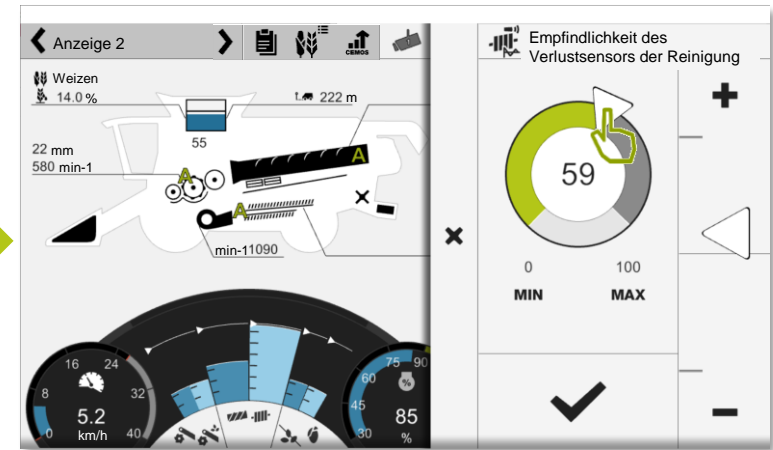 Anzeige 2
CEMOS
Empfindlichkeit des
Verlustsensors der Reinigung
Weizen
14.0 %
222 m
55
22 mm
580 min-1
A
A
A
min-11090
59
0
100
MIN
MAX
16
24
8
32
0
40
5.2
km/h
75
90
60
45
30
%
85
%